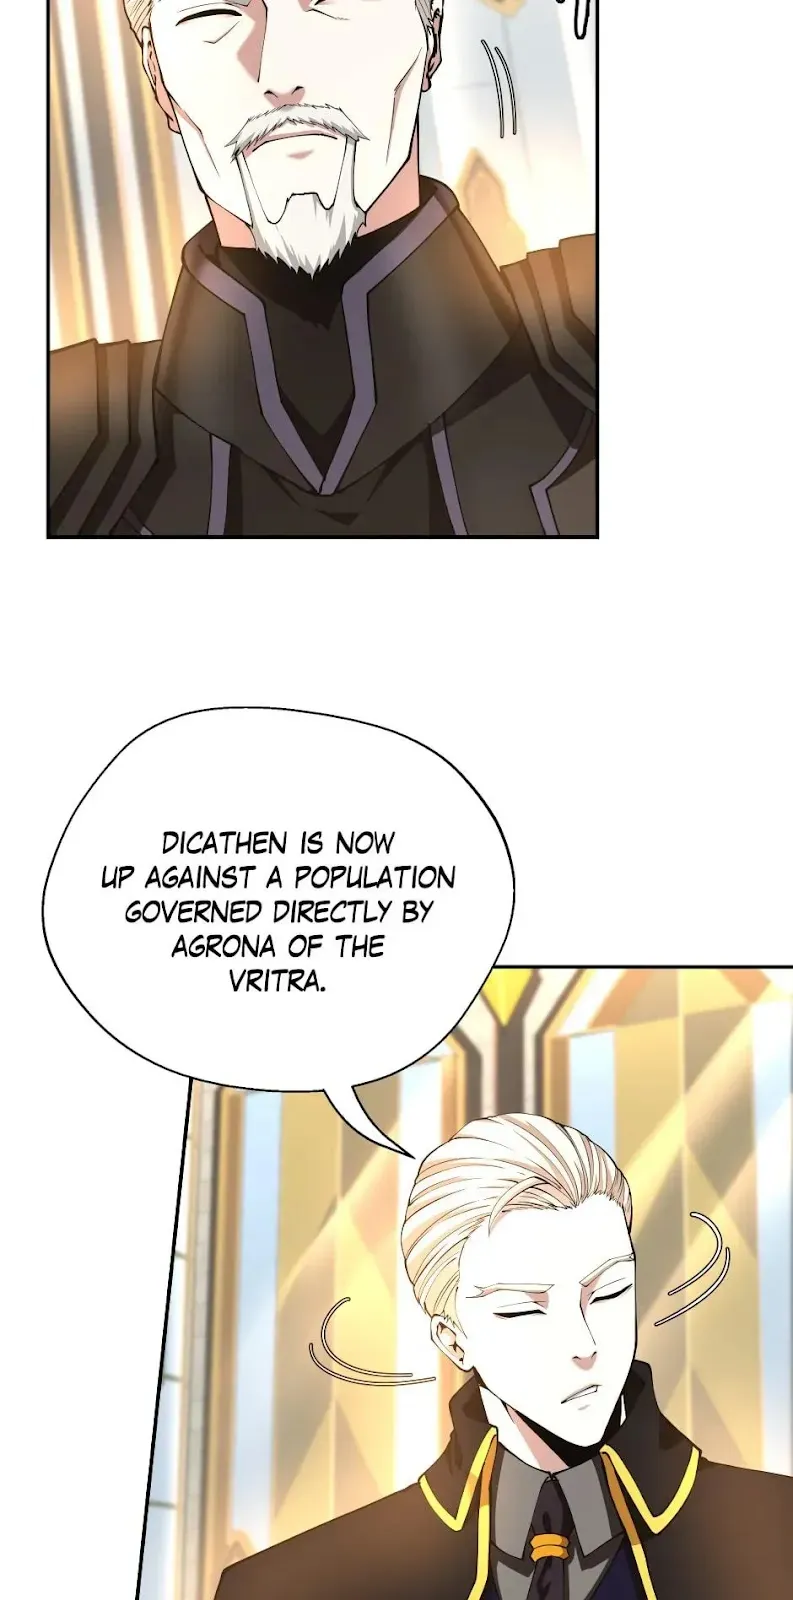 DICATHEN IS NOW
UP AGAINST A POPULATION
GOVERNED DIRECTLY BY
AGRONA OF THE
VRITRA.